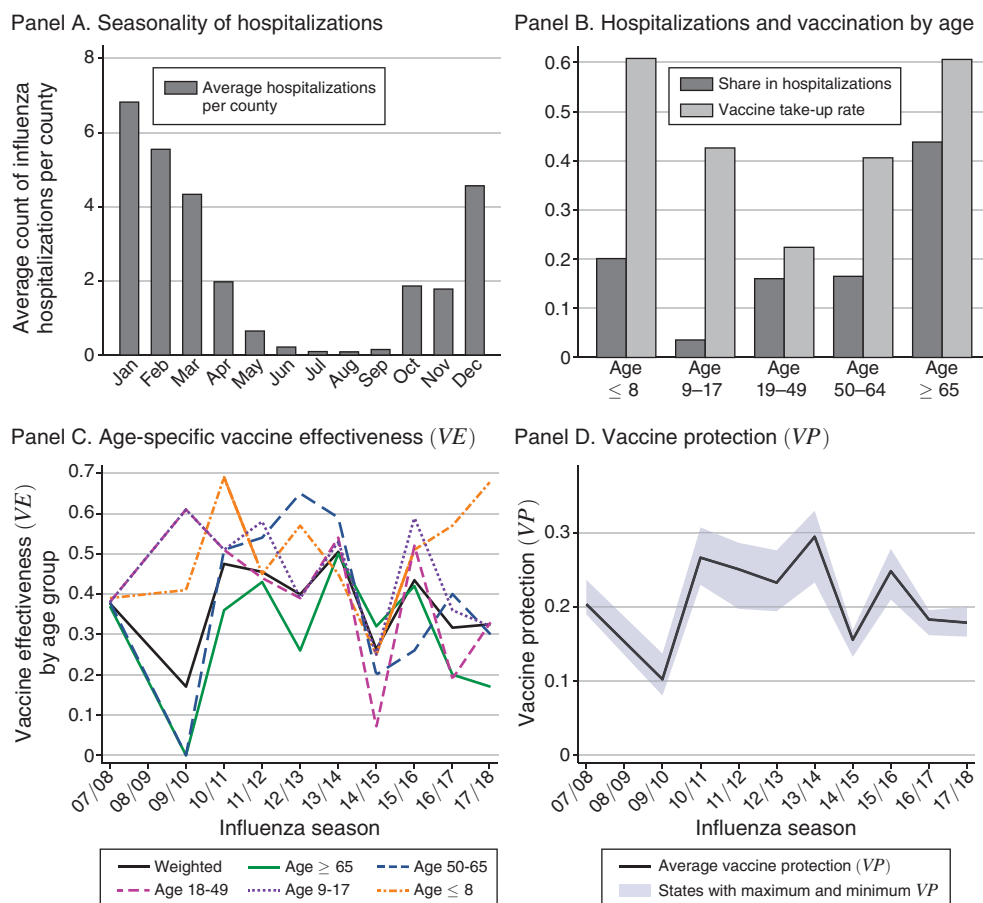 Panel A. Seasonality of hospitalizations
Average count of influenza
hospitalizations per county
8
6
4
2
0
Average hospitalizations
per county
Jan
Feb
Mar
Apr
May
Jun
Jul
Aug
Sep
Oct
Nov
Dec
Panel B. Hospitalizations and vaccination by age
0.6
0.5
0.4
0.3
0.2
0.1
0
Share in hospitalizations
Vaccine take-up rate
Age
≤ 8
Age
9–17
Age
19–49
Age
50–64
Age
≥ 65
Panel C. Age-specific vaccine effectiveness (VE)
Vaccine effectiveness (VE)
by age group
0.7
0.6
0.5
0.4
0.3
0.2
0.1
0
07/08
08/09
09/10
10/11
11/12
12/13
13/14
14/15
15/16
16/17
17/18
Influenza season
Weighted
Age ≥ 65
Age 50-65
Age 18-49
Age 9-17
Age ≤ 8
Panel D. Vaccine protection (VP)
Vaccine protection (VP)
0.3
0.2
0.1
0
07/08
08/09
09/10
10/11
11/12
12/13
13/14
14/15
15/16
16/17
17/18
Influenza season
Average vaccine protection (VP)
States with maximum and minimum VP